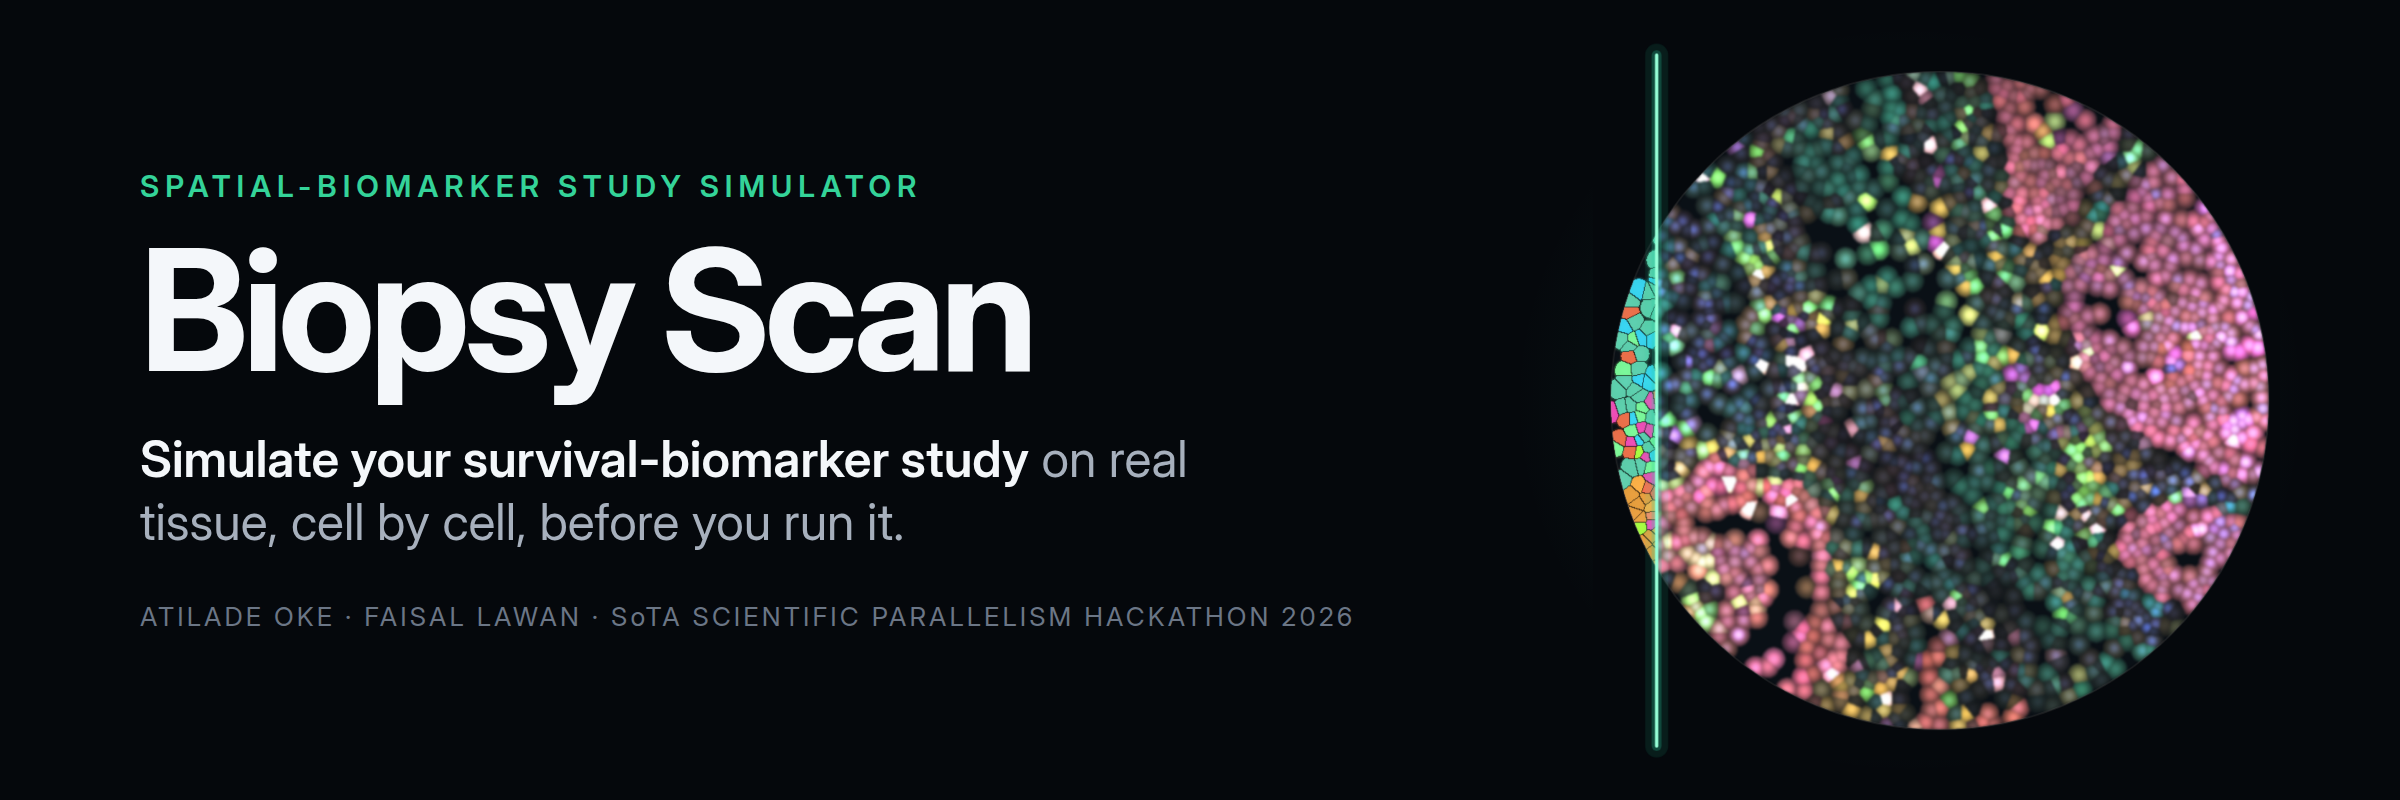 SPATIAL-BIOMARKER STUDY SIMULATOR
Biopsy Scan
Simulate your survival-biomarker study on real
tissue, cell by cell, before you run it.
ATILADE OKE · FAISAL LAWAN · SoTA SCIENTIFIC PARALLELISM HACKATHON 2026